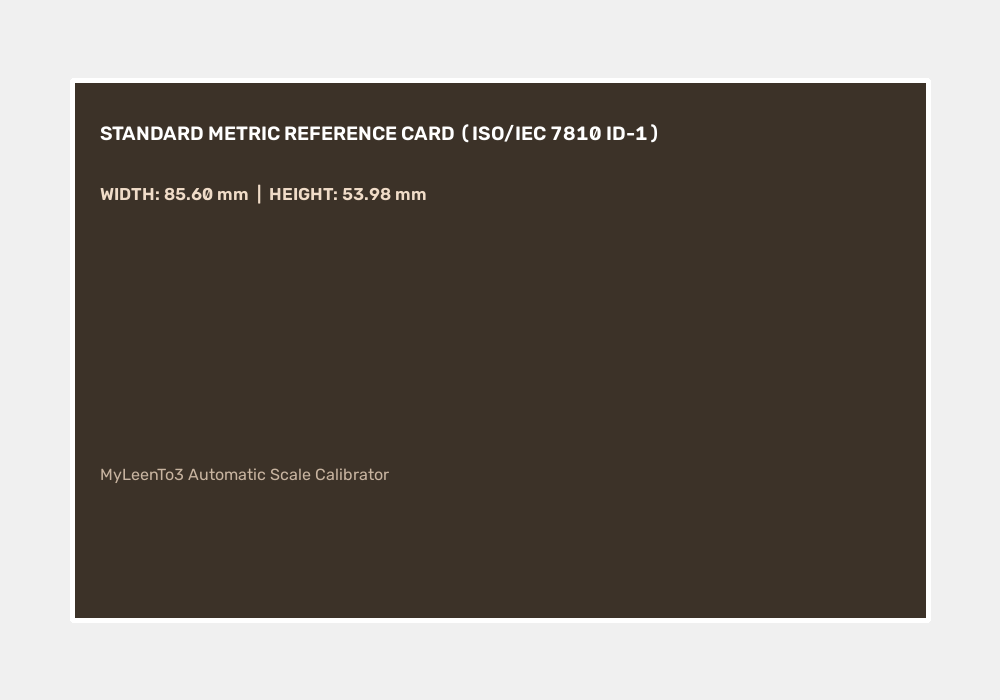 STANDARD METRIC REFERENCE CARD (ISO/IEC 7810 ID-1)
WIDTH: 85.60 mm | HEIGHT: 53.98 mm
MyLeenTo3 Automatic Scale Calibrator